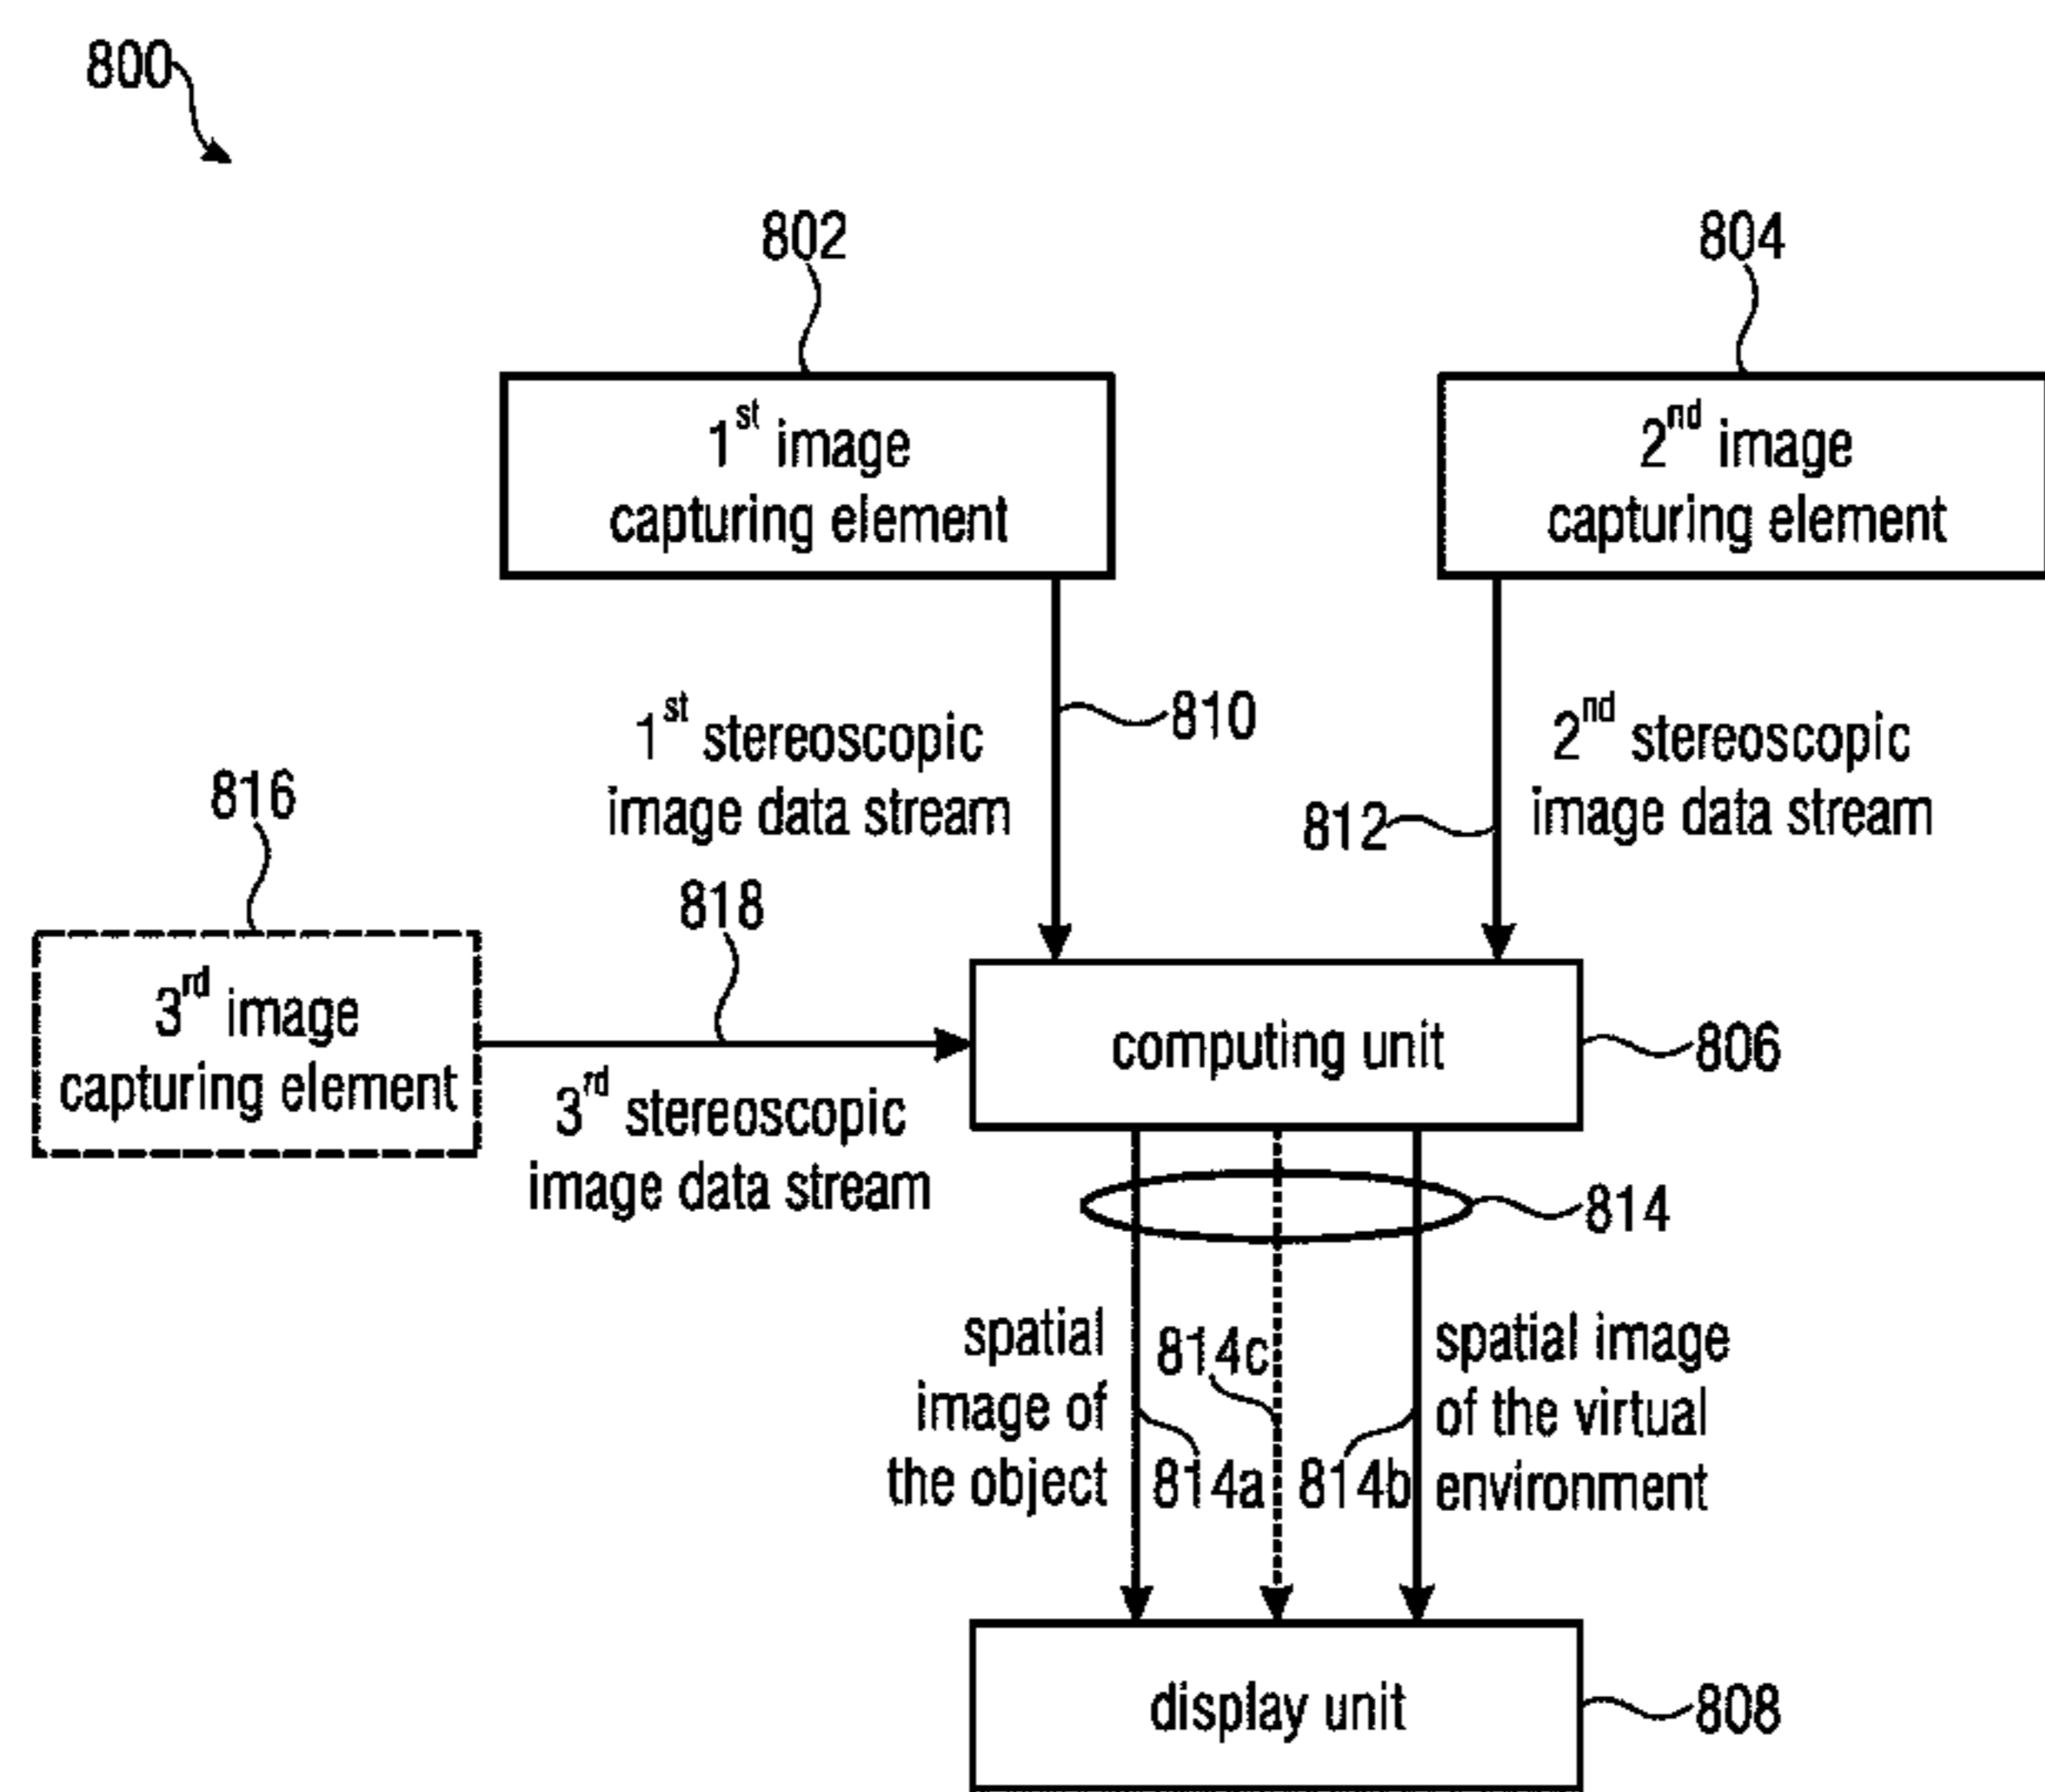 800
802
804
1st image
capturing element
2nd image
capturing element
810
1st stereoscopic
image data stream
2nd stereoscopic
image data stream
812
816
818
3rd image
capturing element
3rd stereoscopic
image data stream
computing unit
806
814
spatial
image of
the object
814c
814a
814b
spatial image
of the virtual
environment
display unit
808